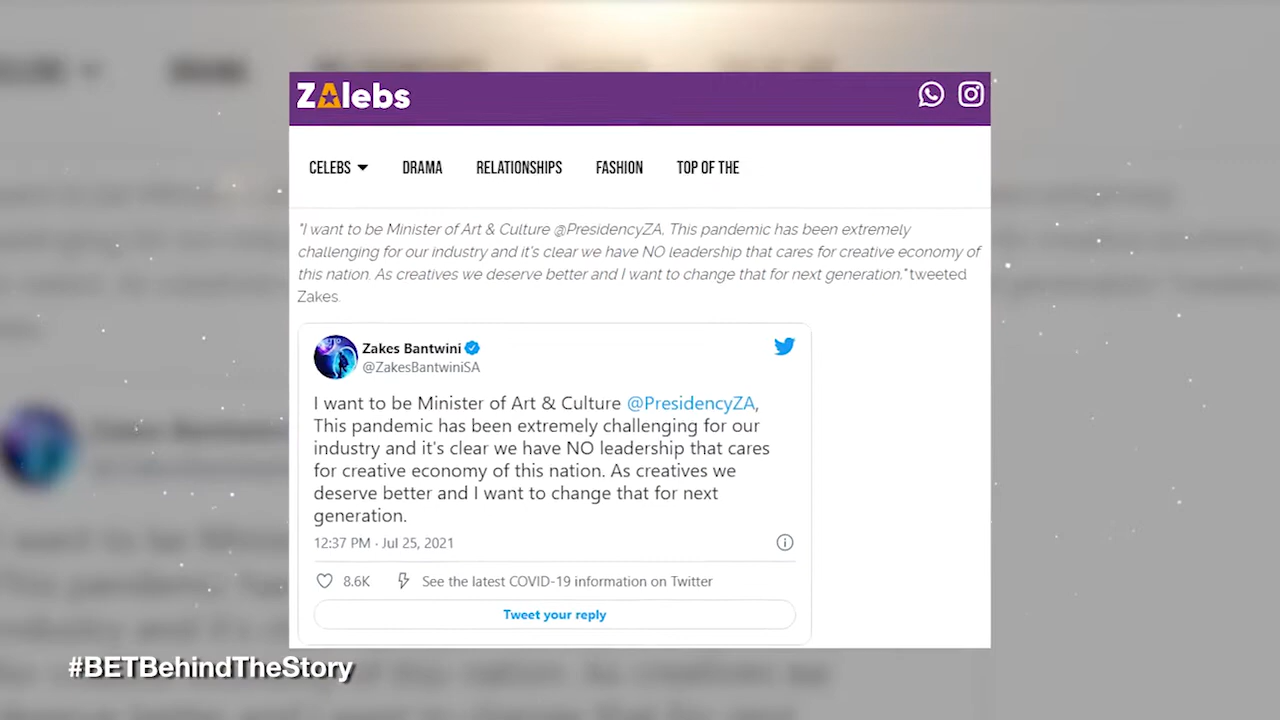 ZAlebs
CELEBS DRAMA RELATIONSHIPS FASHION TOP OF THE
"I want to be Minister of Art & Culture @PresidencyZA, This pandemic has been extremely
challenging for our industry and it's clear we have NO leadership that cares for creative economy of
this nation. As creatives we deserve better and I want to change that for next generation." tweeted
Zakes.
Zakes Bantwini
@ZakesBantwiniSA
I want to be Minister of Art & Culture @PresidencyZA,
This pandemic has been extremely challenging for our
industry and it's clear we have NO leadership that cares
for creative economy of this nation. As creatives we
deserve better and I want to change that for next
generation.
12:37 PM · Jul 25, 2021
8.6K See the latest COVID-19 information on Twitter
Tweet your reply
#BETBehindTheStory